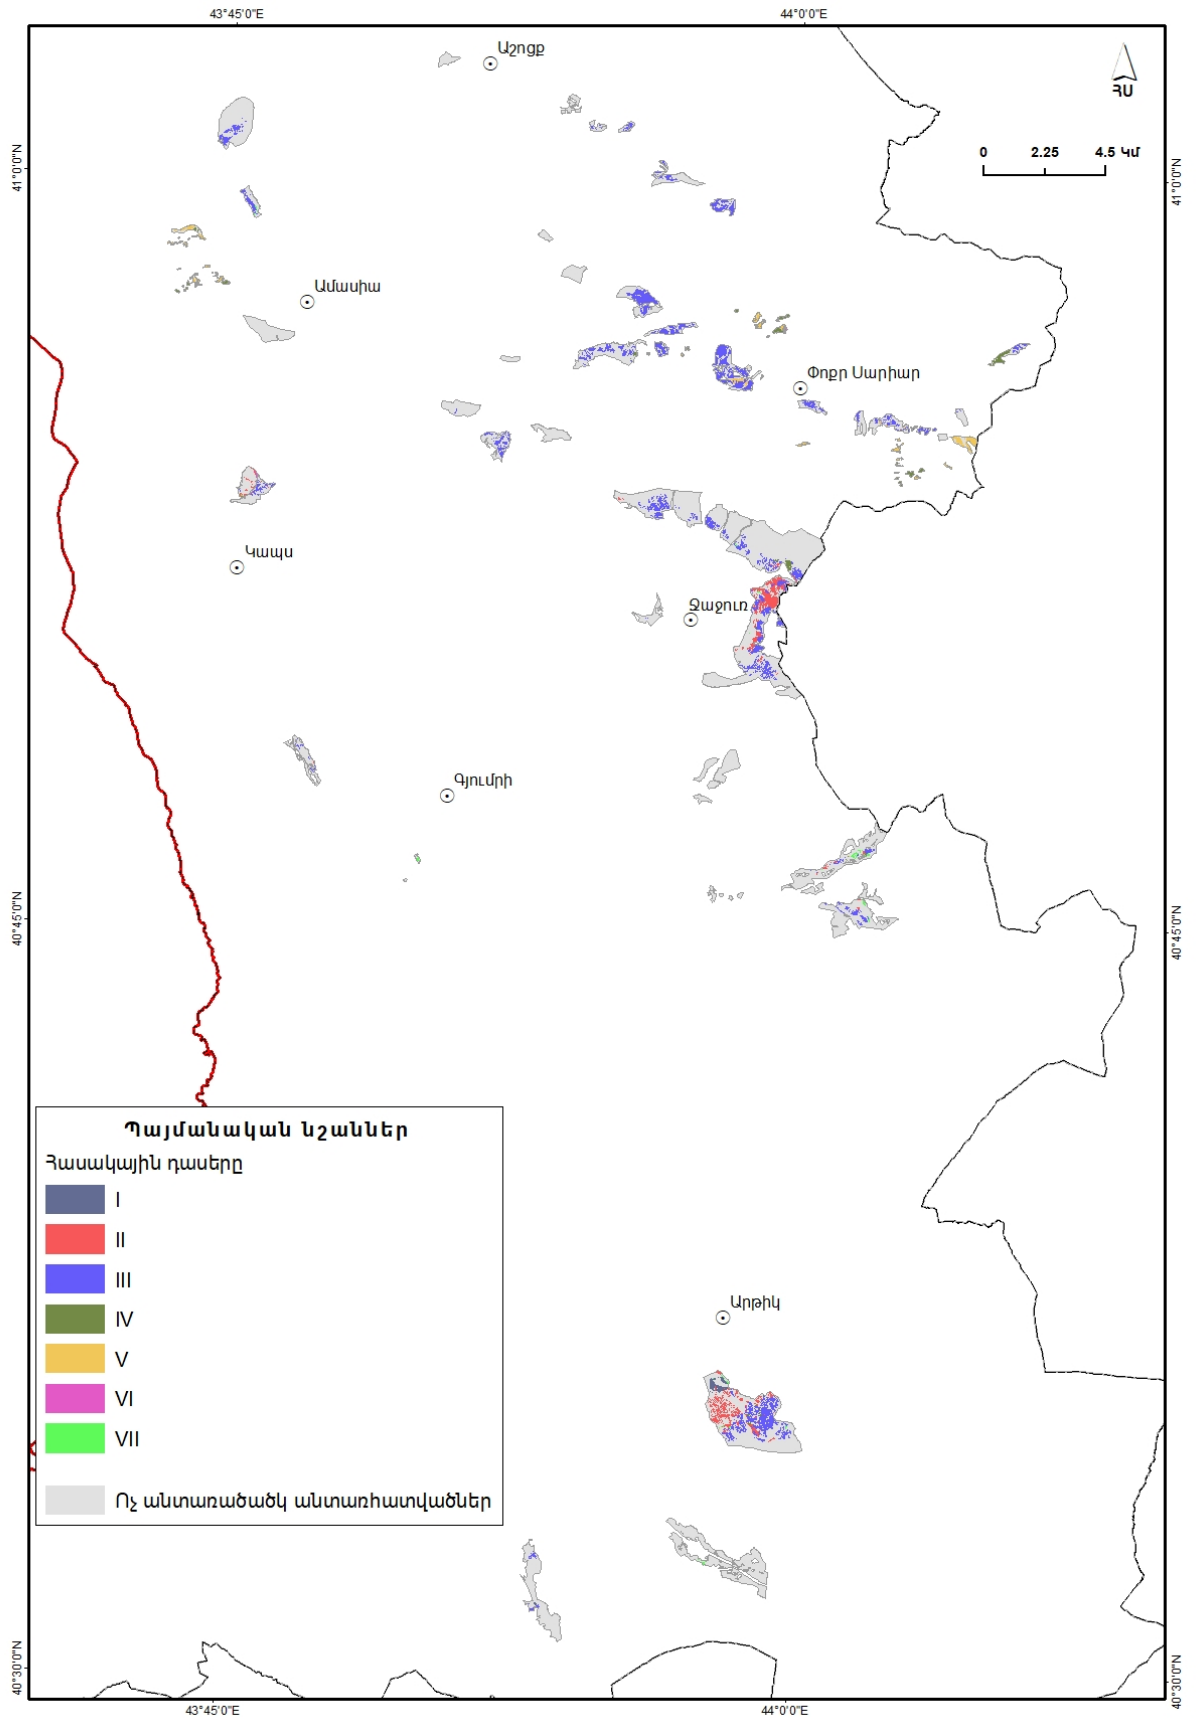 43°45'0"E 44°0'0"E
Աշոցք
ՀՍ
0 2.25 4.5 Կմ
41°0'0"N 41°0'0"N
Ամասիա
Փոքր Սարիար
Կապս
Ջաջուռ
Գյումրի
40°45'0"N 40°45'0"N
Պայմանական նշաններ
Հասակային դասերը
I
II
III
IV
V
VI
VII
Ոչ անտառածածկ անտառհատվածներ
Արթիկ
40°30'0"N 40°30'0"N
43°45'0"E 44°0'0"E